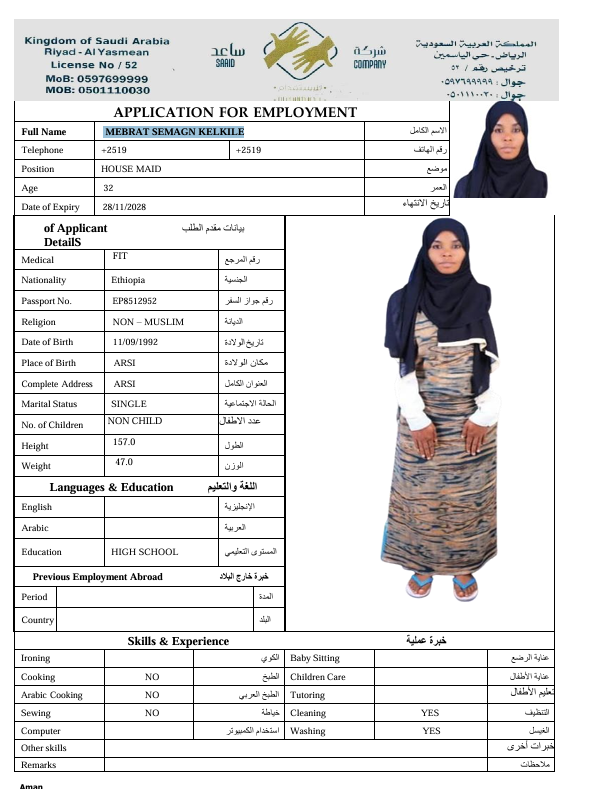 Kingdom of Saudi Arabia
Riyad - Al Yasmean
License No / 52
MoB: 0597699999
MOB: 0501110030
ساعد
SAAID
شركة
COMPANY
المملكة العربية السعودية
الرياض - حي الياسمين
ترخيص رقم / ٥٢
جوال : ٠٥٩٧٦٩٩٩٩٩
جوال : ٠٥٠١١١٠٠٣٠
APPLICATION FOR EMPLOYMENT
Full Name MEBRAT SEMAGN KELKILE الاسم الكامل
Telephone +2519 +2519 رقم الهاتف
Position HOUSE MAID موضع
Age 32 العمر
Date of Expiry 28/11/2028 تاريخ الانتهاء
of Applicant بيانات مقدم الطلب
DetailS
Medical FIT رقم المرجع
Nationality Ethiopia الجنسية
Passport No. EP8512952 رقم جواز السفر
Religion NON – MUSLIM الديانة
Date of Birth 11/09/1992 تاريخ الولادة
Place of Birth ARSI مكان الولادة
Complete Address ARSI العنوان الكامل
Marital Status SINGLE الحالة الاجتماعية
No. of Children NON CHILD عدد الاطفال
Height 157.0 الطول
Weight 47.0 الوزن
Languages & Education اللغة والتعليم
English الإنجليزية
Arabic العربية
Education HIGH SCHOOL المستوى التعليمي
Previous Employment Abroad خبرة خارج البلاد
Period المدة
Country البلد
Skills & Experience خبرة عملية
Ironing الكوي Baby Sitting عناية الرضع
Cooking NO الطبخ Children Care عناية الأطفال
Arabic Cooking NO الطبخ العربي Tutoring تعليم الأطفال
Sewing NO خياطة Cleaning YES التنظيف
Computer استخدام الكمبيوتر Washing YES الغسيل
Other skills خبرات أخرى
Remarks ملاحظات
Aman